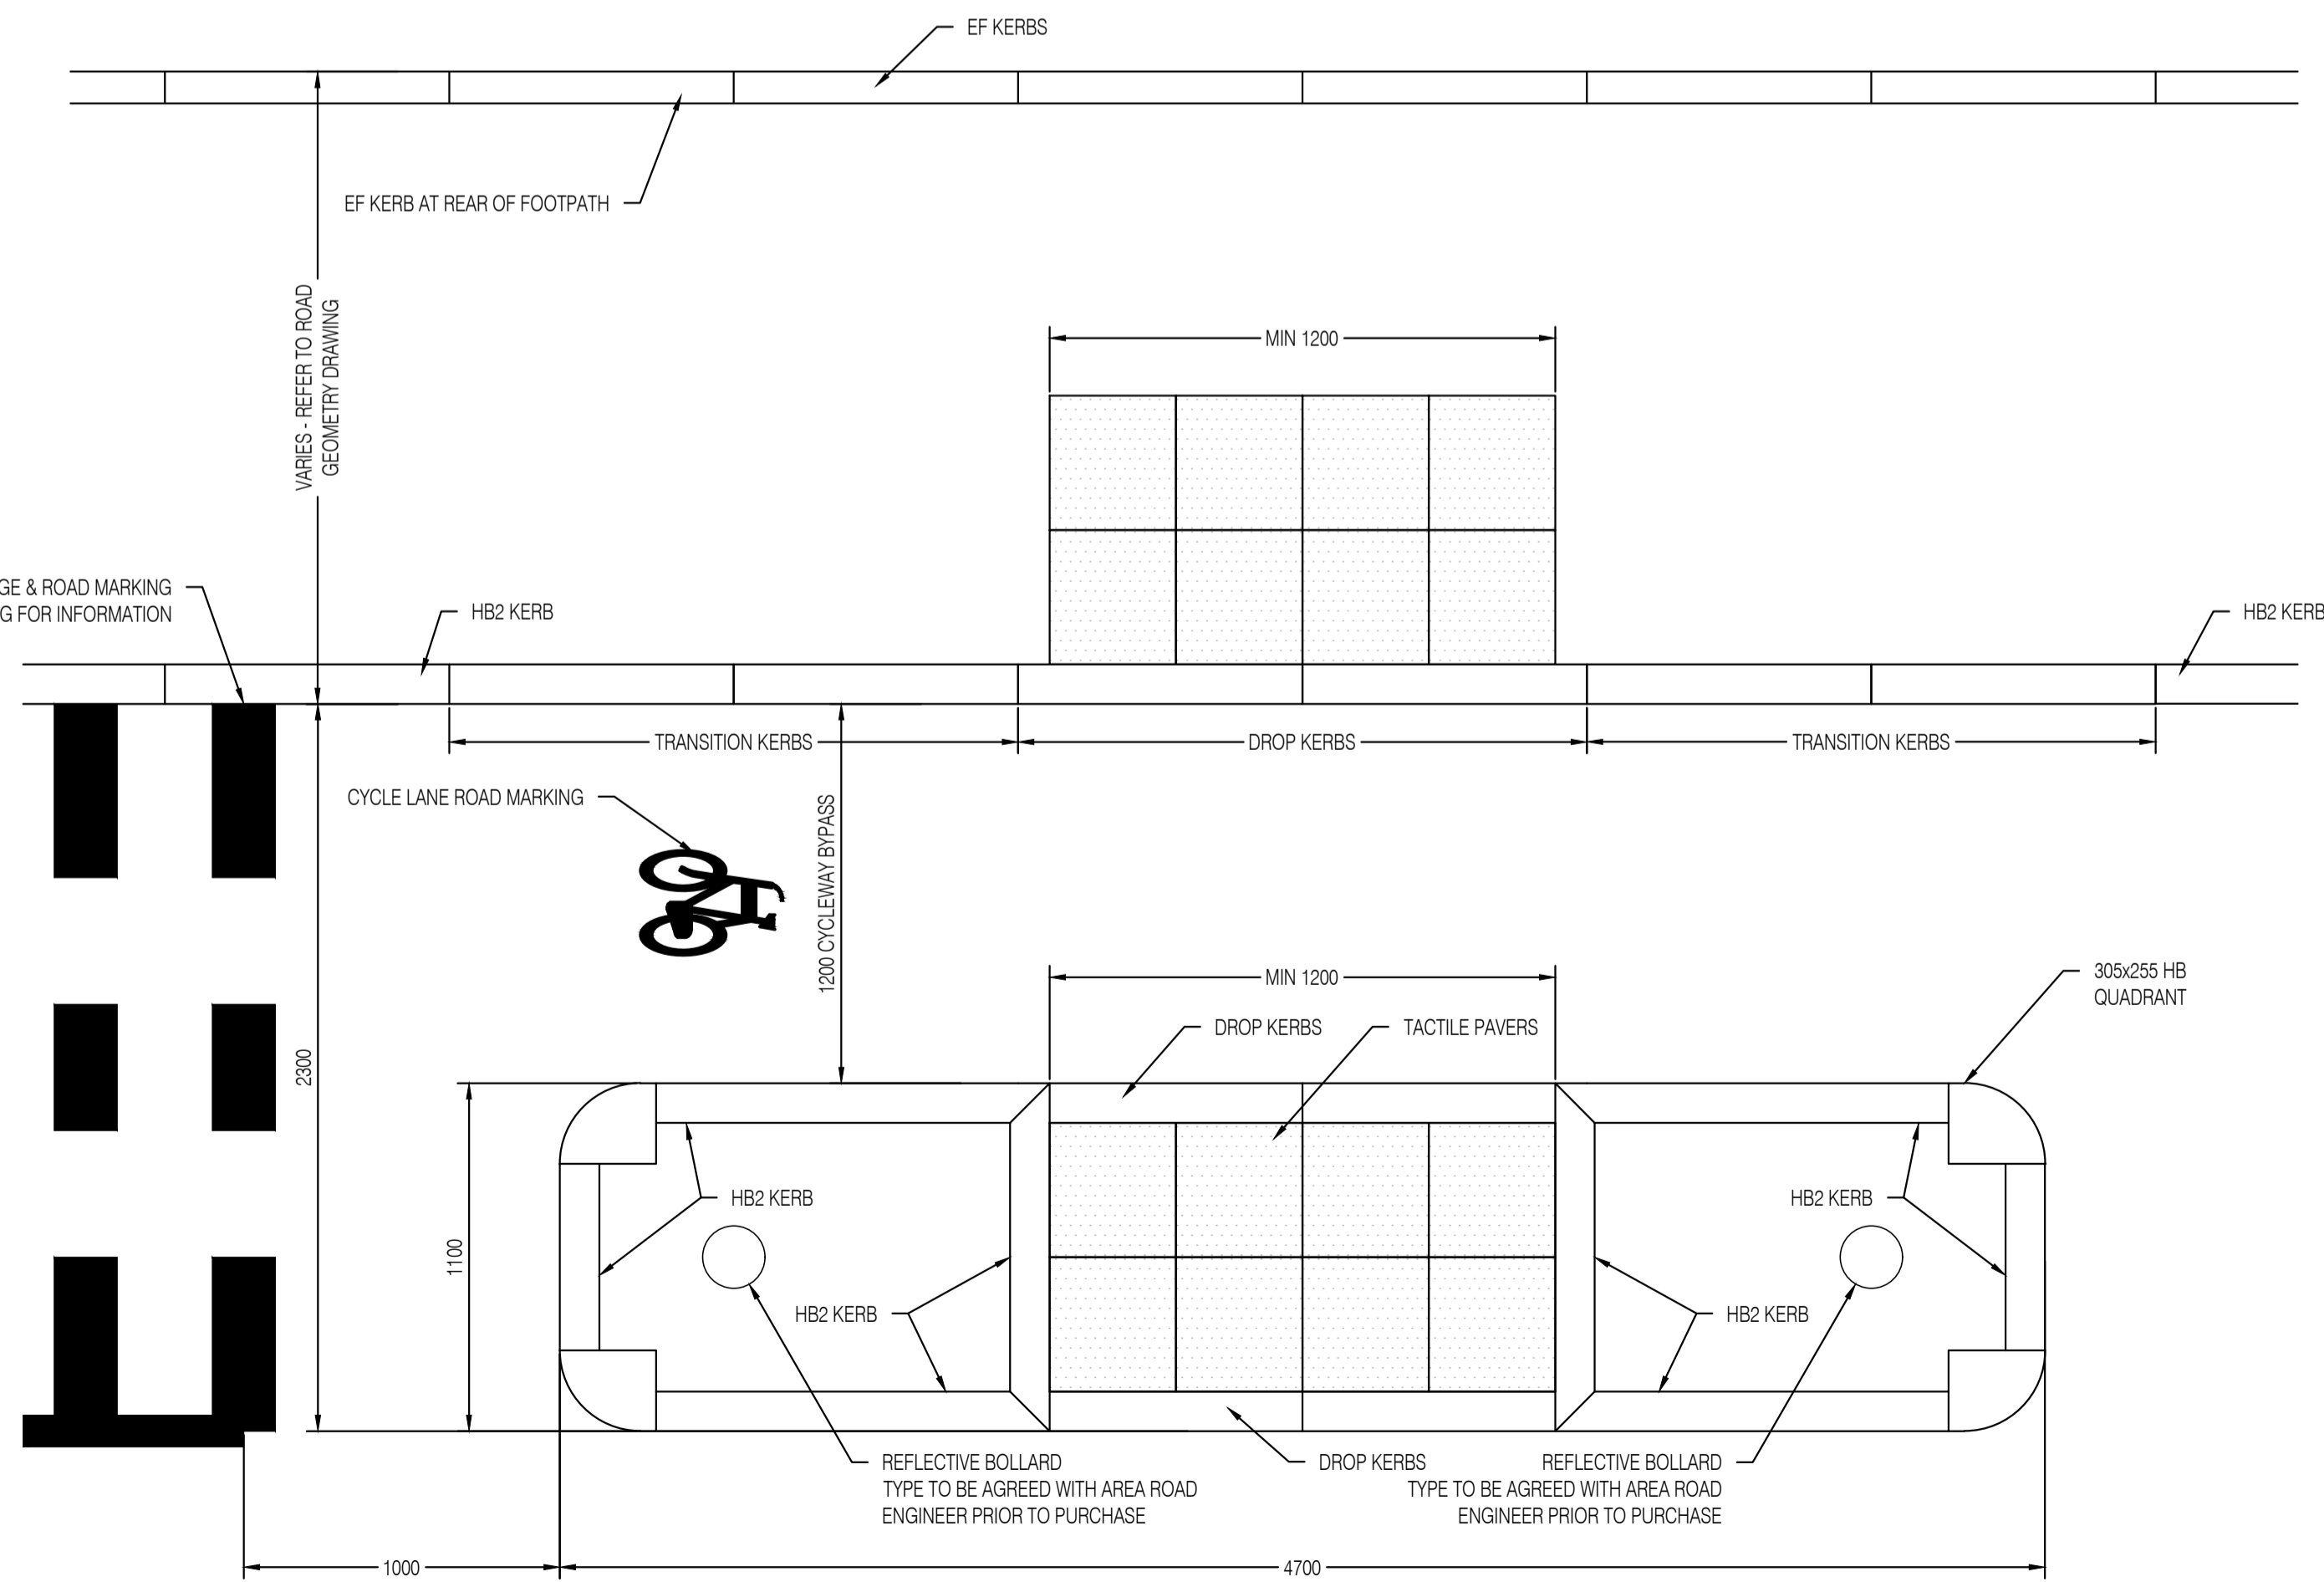 EF KERBS
EF KERB AT REAR OF FOOTPATH
VARIES - REFER TO ROAD
GEOMETRY DRAWING
MIN 1200
& ROAD MARKING
FOR INFORMATION
HB2 KERB
HB2 KERB
TRANSITION KERBS
DROP KERBS
TRANSITION KERBS
CYCLE LANE ROAD MARKING
1200 CYCLEWAY BYPASS
MIN 1200
305x255 HB
QUADRANT
DROP KERBS
TACTILE PAVERS
2300
1100
HB2 KERB
HB2 KERB
HB2 KERB
HB2 KERB
REFLECTIVE BOLLARD
TYPE TO BE AGREED WITH AREA ROAD
ENGINEER PRIOR TO PURCHASE
DROP KERBS
REFLECTIVE BOLLARD
TYPE TO BE AGREED WITH AREA ROAD
ENGINEER PRIOR TO PURCHASE
1000
4700